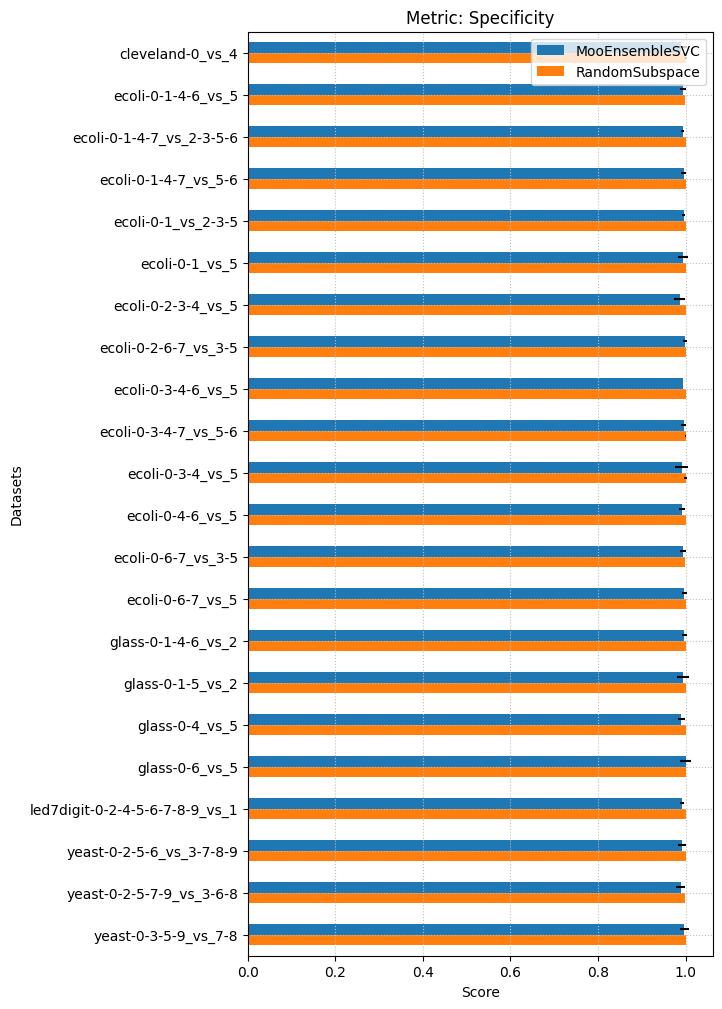 Metric: Specificity
MooEnsembleSVC
RandomSubspace
Datasets
cleveland-0_vs_4
ecoli-0-1-4-6_vs_5
ecoli-0-1-4-7_vs_2-3-5-6
ecoli-0-1-4-7_vs_5-6
ecoli-0-1_vs_2-3-5
ecoli-0-1_vs_5
ecoli-0-2-3-4_vs_5
ecoli-0-2-6-7_vs_3-5
ecoli-0-3-4-6_vs_5
ecoli-0-3-4-7_vs_5-6
ecoli-0-3-4_vs_5
ecoli-0-4-6_vs_5
ecoli-0-6-7_vs_3-5
ecoli-0-6-7_vs_5
glass-0-1-4-6_vs_2
glass-0-1-5_vs_2
glass-0-4_vs_5
glass-0-6_vs_5
led7digit-0-2-4-5-6-7-8-9_vs_1
yeast-0-2-5-6_vs_3-7-8-9
yeast-0-2-5-7-9_vs_3-6-8
yeast-0-3-5-9_vs_7-8
0.0 0.2 0.4 0.6 0.8 1.0
Score